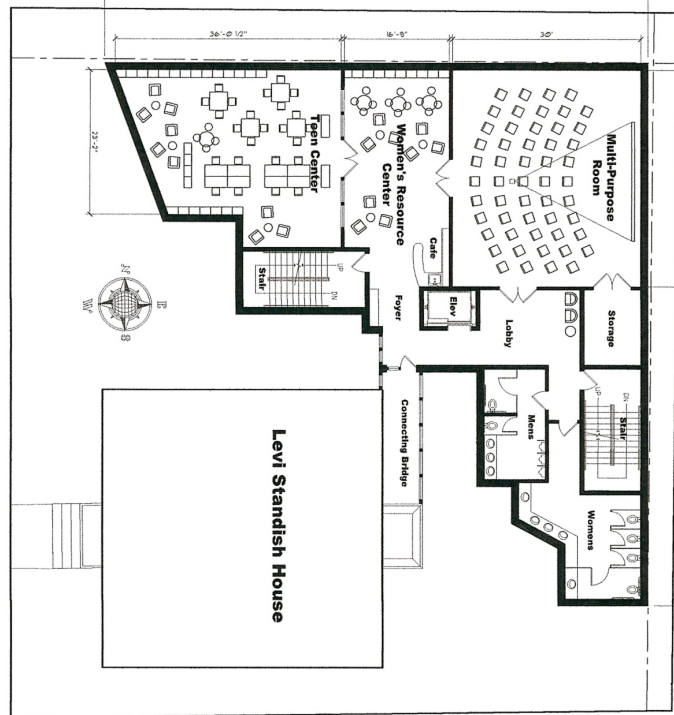 36'-0 1/2"
16'-8"
30'
23'-2"
Teen Center
Women's Resource
Center
Multi-Purpose
Room
Cafe
Stair
UP
DN
Foyer
Elev
Lobby
Storage
N
E
S
W
Connecting Bridge
Mens
DN
UP
Stair
Womens
Levi Standish House